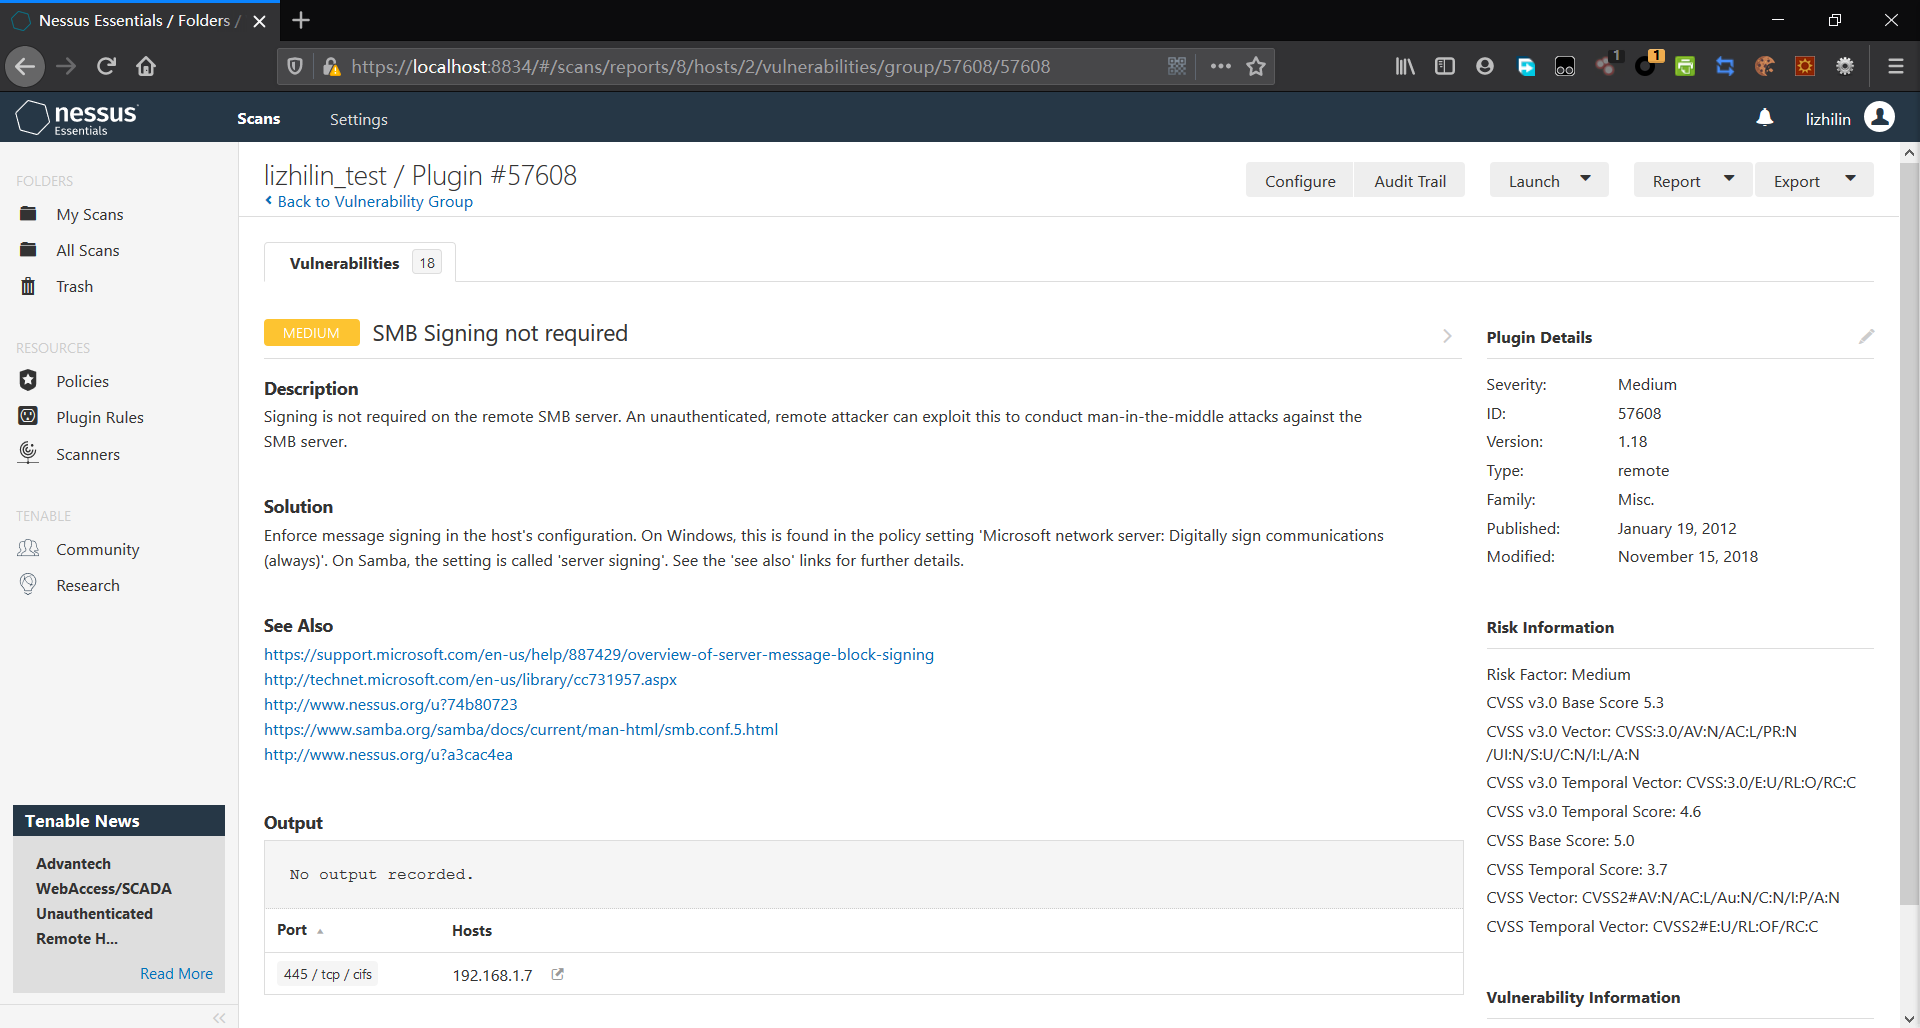 Nessus Essentials / Folders /
https://localhost:8834/#/scans/reports/8/hosts/2/vulnerabilities/group/57608/57608
1
1
nessus
Essentials
Scans
Settings
lizhilin
FOLDERS
My Scans
All Scans
Trash
RESOURCES
Policies
Plugin Rules
Scanners
TENABLE
Community
Research
Tenable News
Advantech
WebAccess/SCADA
Unauthenticated
Remote H...
Read More
lizhilin_test / Plugin #57608
Back to Vulnerability Group
Configure
Audit Trail
Launch
Report
Export
Vulnerabilities 18
MEDIUM SMB Signing not required
Description
Signing is not required on the remote SMB server. An unauthenticated, remote attacker can exploit this to conduct man-in-the-middle attacks against the
SMB server.
Solution
Enforce message signing in the host's configuration. On Windows, this is found in the policy setting 'Microsoft network server: Digitally sign communications
(always)'. On Samba, the setting is called 'server signing'. See the 'see also' links for further details.
See Also
https://support.microsoft.com/en-us/help/887429/overview-of-server-message-block-signing
http://technet.microsoft.com/en-us/library/cc731957.aspx
http://www.nessus.org/u?74b80723
https://www.samba.org/samba/docs/current/man-html/smb.conf.5.html
http://www.nessus.org/u?a3cac4ea
Output
No output recorded.
Port Hosts
445 / tcp / cifs 192.168.1.7
Plugin Details
Severity: Medium
ID: 57608
Version: 1.18
Type: remote
Family: Misc.
Published: January 19, 2012
Modified: November 15, 2018
Risk Information
Risk Factor: Medium
CVSS v3.0 Base Score 5.3
CVSS v3.0 Vector: CVSS:3.0/AV:N/AC:L/PR:N
/UI:N/S:U/C:N/I:L/A:N
CVSS v3.0 Temporal Vector: CVSS:3.0/E:U/RL:O/RC:C
CVSS v3.0 Temporal Score: 4.6
CVSS Base Score: 5.0
CVSS Temporal Score: 3.7
CVSS Vector: CVSS2#AV:N/AC:L/Au:N/C:N/I:P/A:N
CVSS Temporal Vector: CVSS2#E:U/RL:OF/RC:C
Vulnerability Information